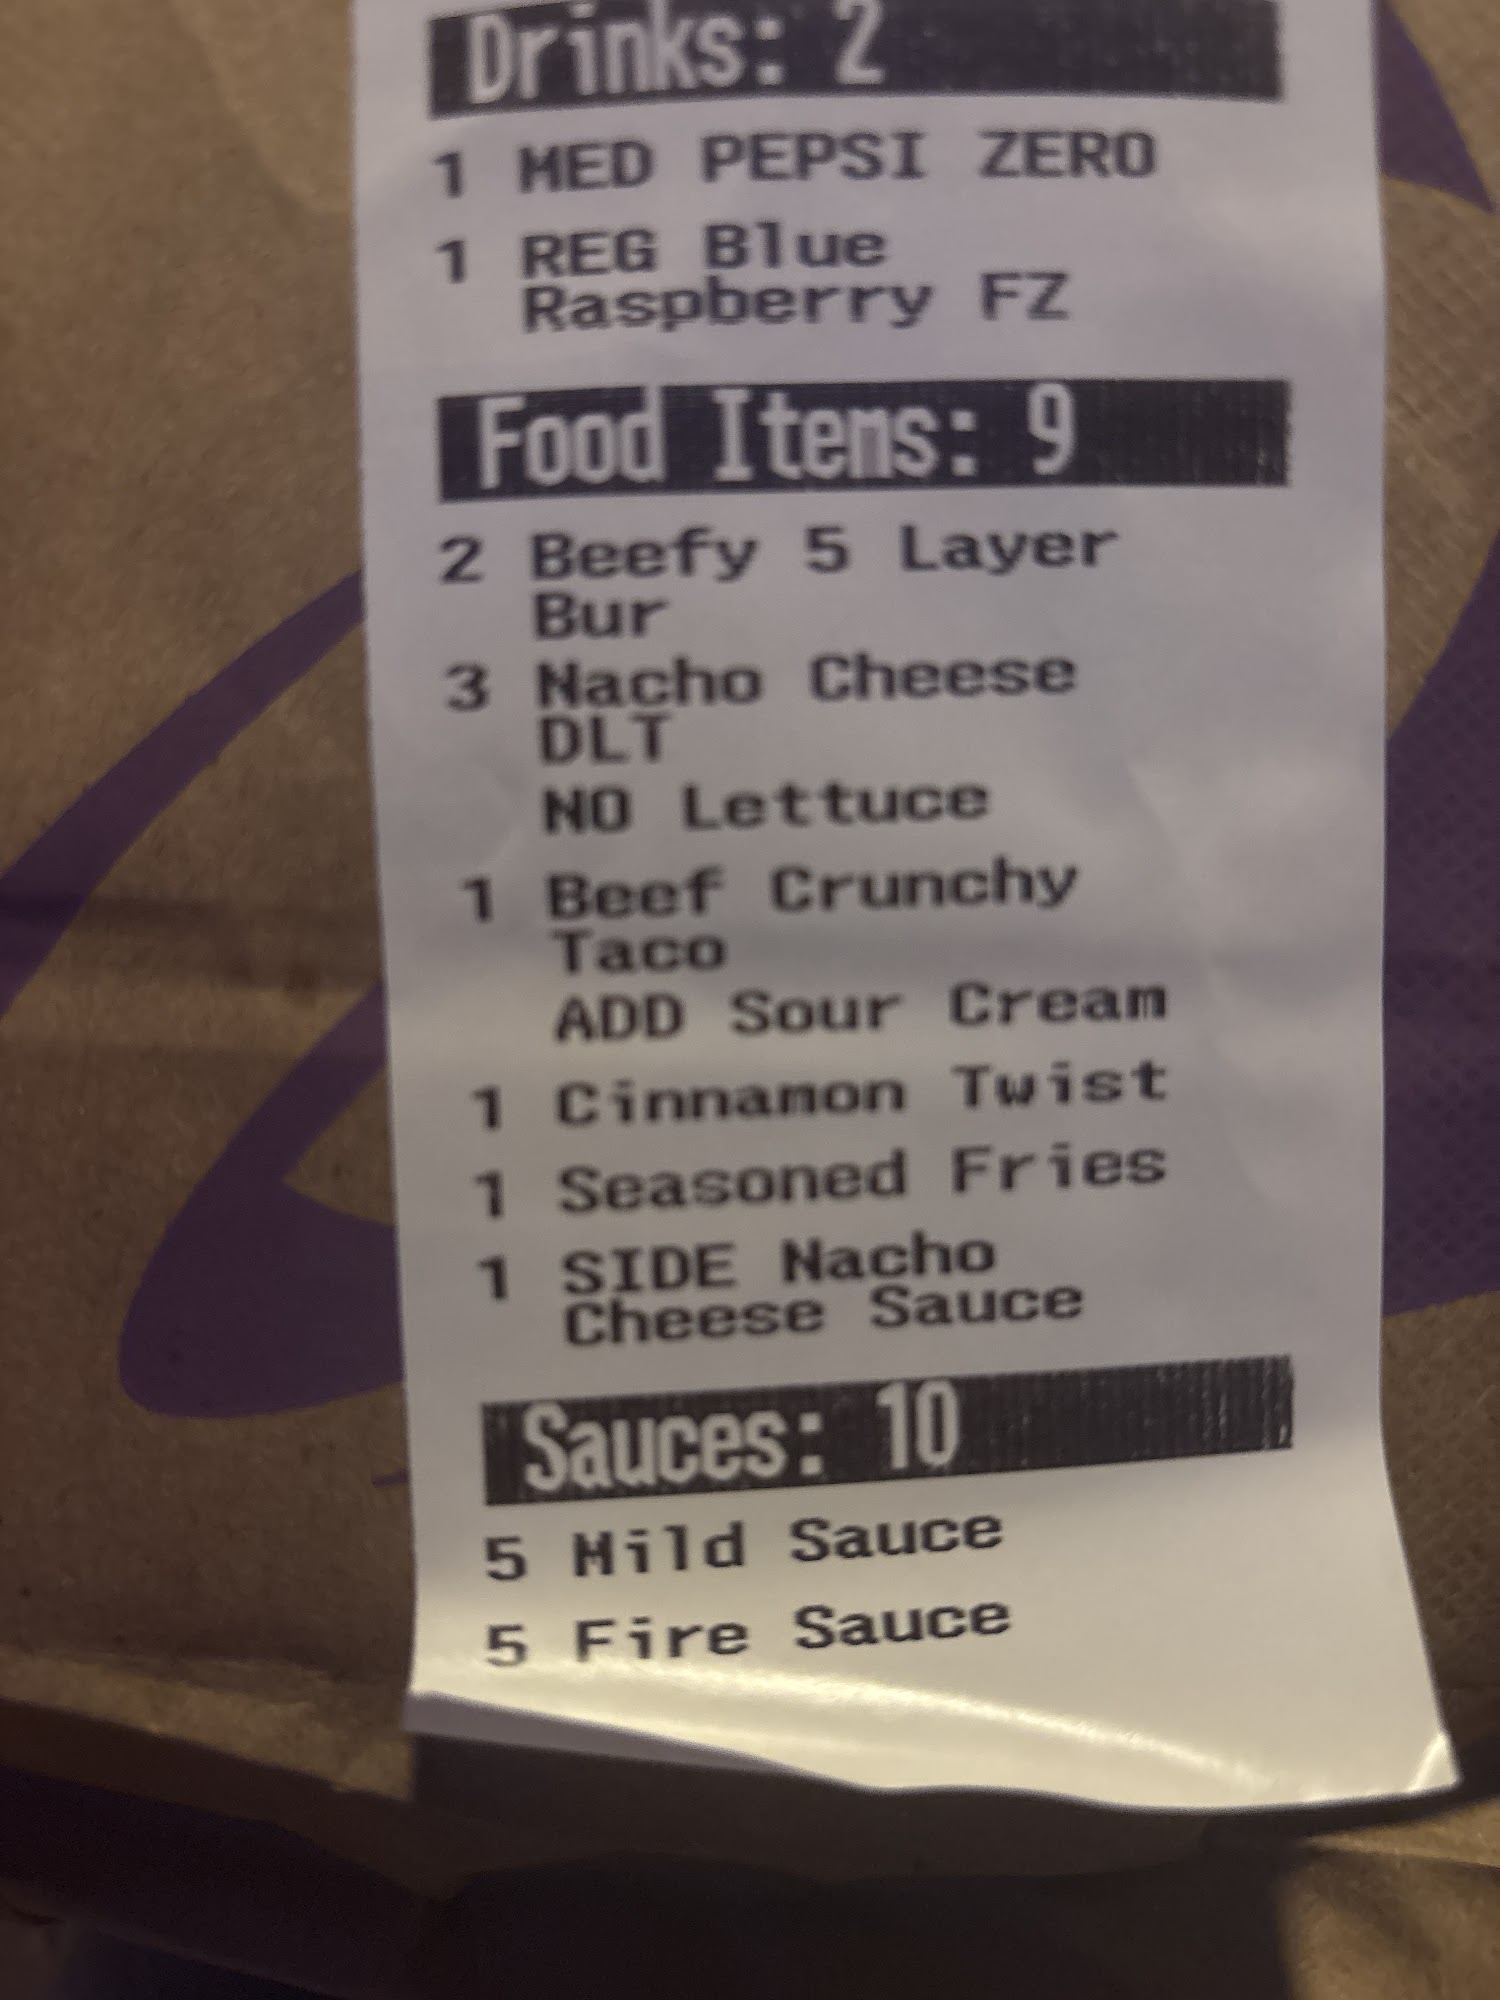 Drinks: 2
1 MED PEPSI ZERO
1 REG Blue
Raspberry FZ
Food Items: 9
2 Beefy 5 Layer
Bur
3 Nacho Cheese
DLT
NO Lettuce
1 Beef Crunchy
Taco
ADD Sour Cream
1 Cinnamon Twist
1 Seasoned Fries
1 SIDE Nacho
Cheese Sauce
Sauces: 10
5 Mild Sauce
5 Fire Sauce